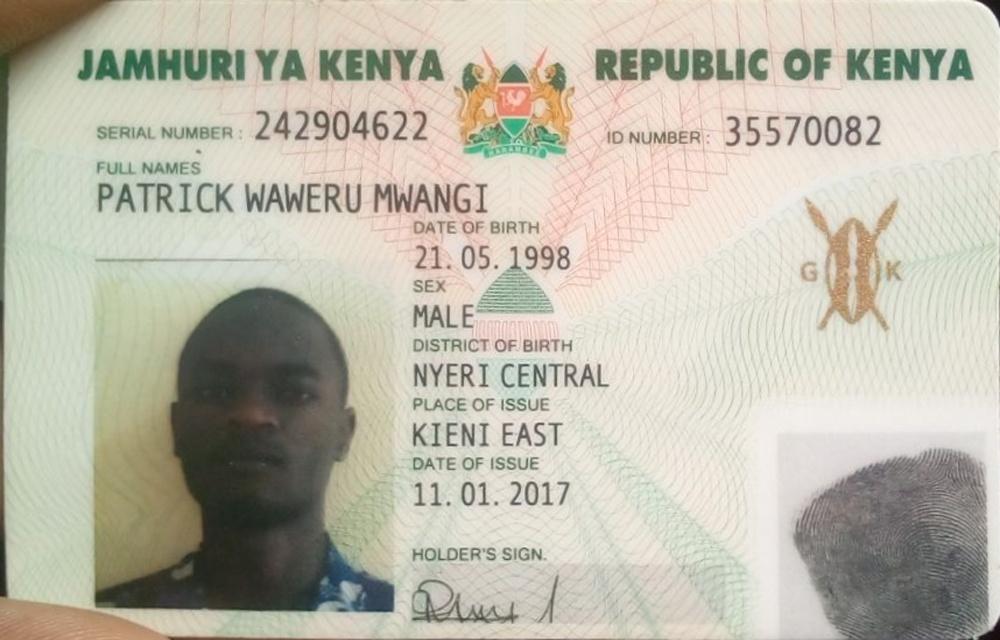 JAMHURI YA KENYA REPUBLIC OF KENYA
SERIAL NUMBER : 242904622 ID NUMBER : 35570082
HARAMBEE
FULL NAMES
PATRICK WAWERU MWANGI
DATE OF BIRTH
21. 05. 1998
SEX
MALE
G K
DISTRICT OF BIRTH
NYERI CENTRAL
PLACE OF ISSUE
KIENI EAST
DATE OF ISSUE
11. 01. 2017
HOLDER'S SIGN.